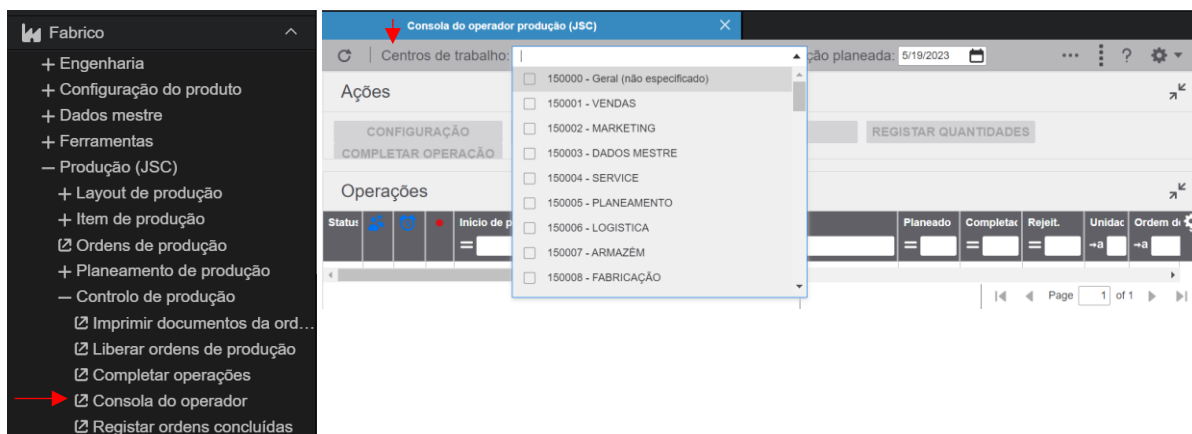 Fabrico
Engenharia
Configuração do produto
Dados mestre
Ferramentas
Produção (JSC)
Layout de produção
Item de produção
Ordens de produção
Planeamento de produção
Controlo de produção
Imprimir documentos da ord...
Liberar ordens de produção
Completar operações
Consola do operador
Registar ordens concluídas
Consola do operador produção (JSC)
Centros de trabalho: ção planeada: 5/19/2023
150000 - Geral (não especificado)
150001 - VENDAS
150002 - MARKETING
150003 - DADOS MESTRE
150004 - SERVICE
150005 - PLANEAMENTO
150006 - LOGISTICA
150007 - ARMAZÉM
150008 - FABRICAÇÃO
Ações
CONFIGURAÇÃO REGISTAR QUANTIDADES
COMPLETAR OPERAÇÃO
Operações
Status Inicio de p Planeado Completac Rejeit. Unidac Ordem d
= = = = →a →a
Page 1 of 1